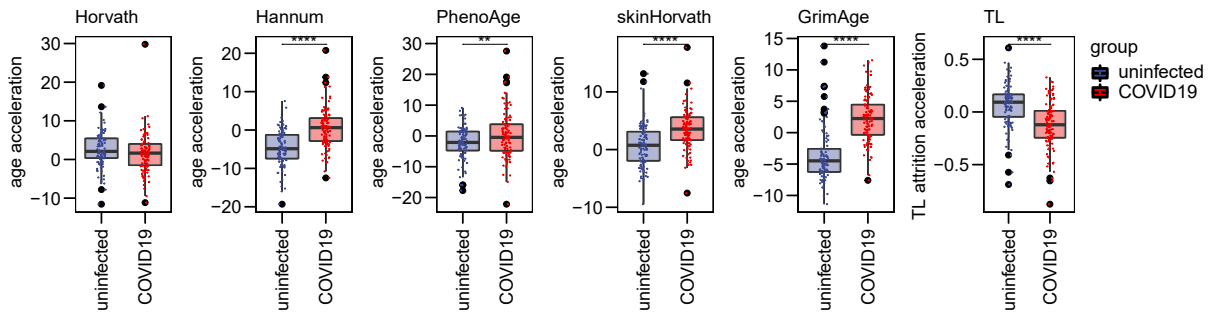 Horvath
age acceleration
30
20
10
0
−10
uninfected
COVID19
Hannum
****
age acceleration
20
10
0
−10
−20
uninfected
COVID19
PhenoAge
**
age acceleration
30
20
10
0
−10
−20
uninfected
COVID19
skinHorvath
****
age acceleration
10
0
−10
uninfected
COVID19
GrimAge
****
age acceleration
15
10
5
0
−5
−10
uninfected
COVID19
TL
****
TL attrition acceleration
0.5
0.0
−0.5
uninfected
COVID19
group
uninfected
COVID19